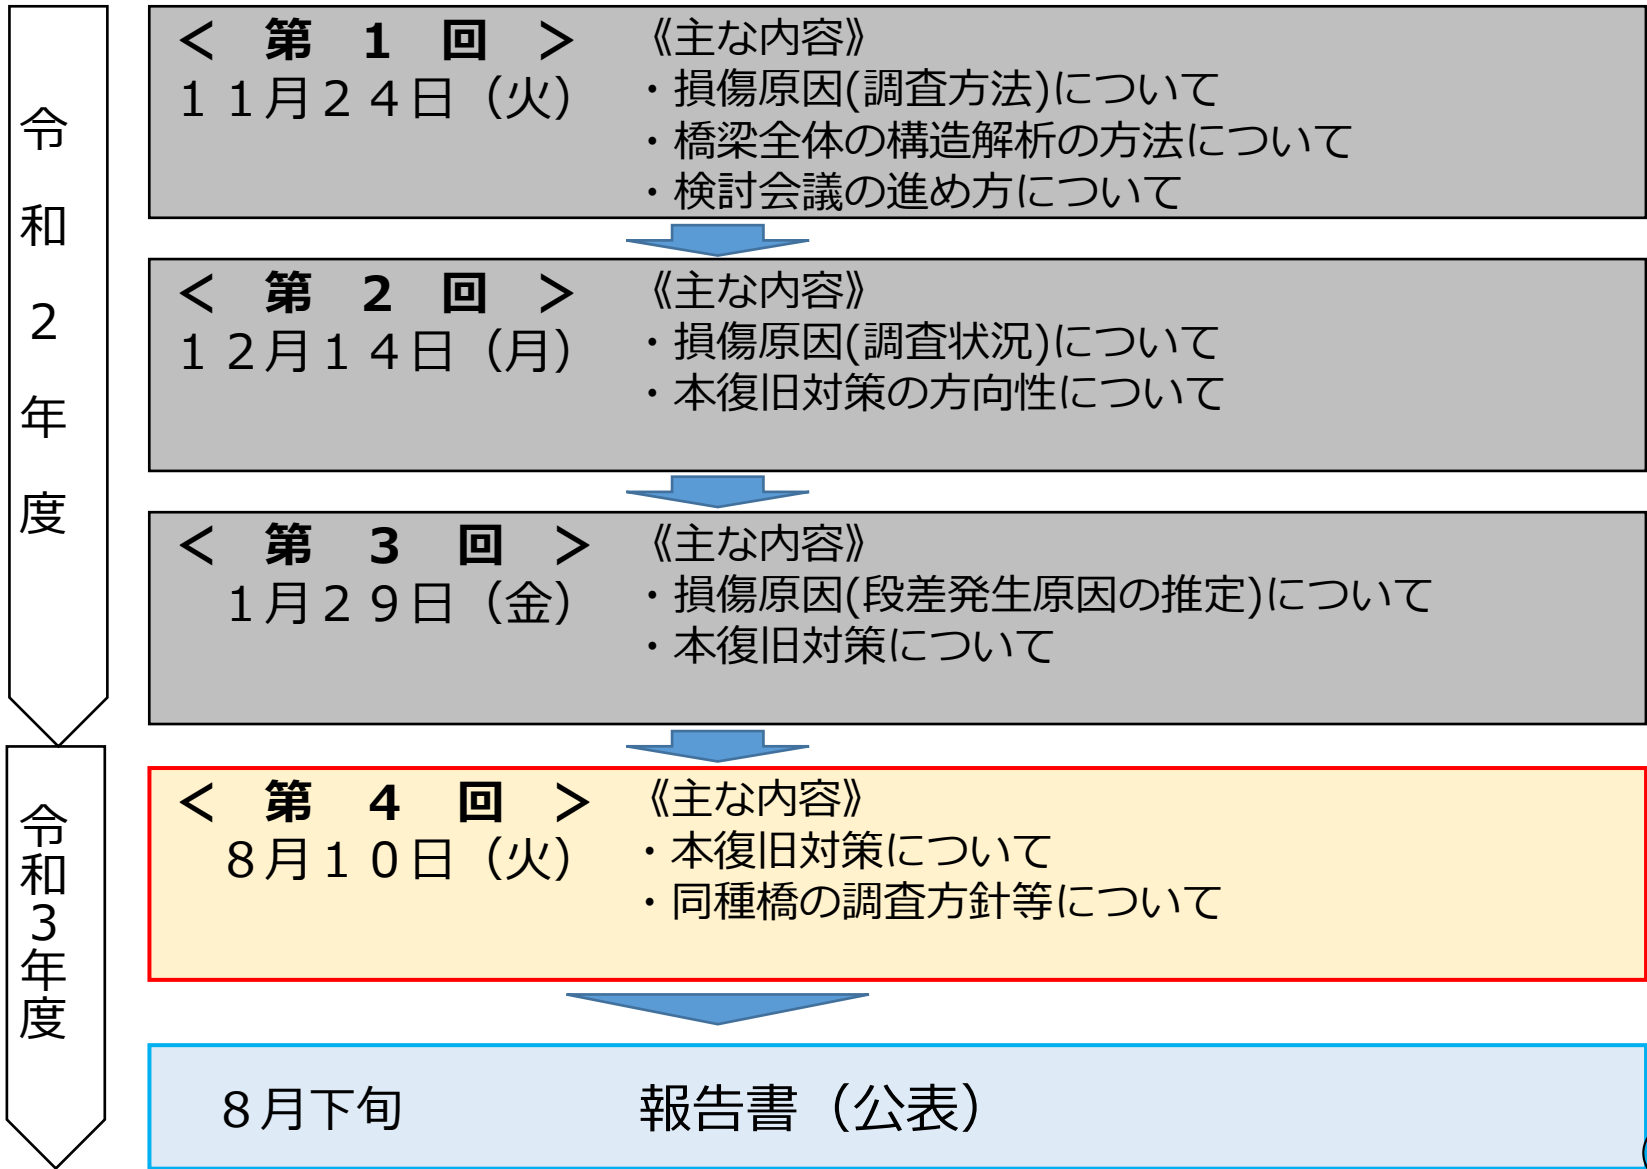 令和２年度
＜　第　１　回　＞
１１月２４日（火）
《主な内容》
・損傷原因(調査方法)について
・橋梁全体の構造解析の方法について
・検討会議の進め方について
＜　第　２　回　＞
１２月１４日（月）
《主な内容》
・損傷原因(調査状況)について
・本復旧対策の方向性について
＜　第　３　回　＞
１月２９日（金）
《主な内容》
・損傷原因(段差発生原因の推定)について
・本復旧対策について
令和３年度
＜　第　４　回　＞
８月１０日（火）
《主な内容》
・本復旧対策について
・同種橋の調査方針等について
８月下旬
報告書（公表）